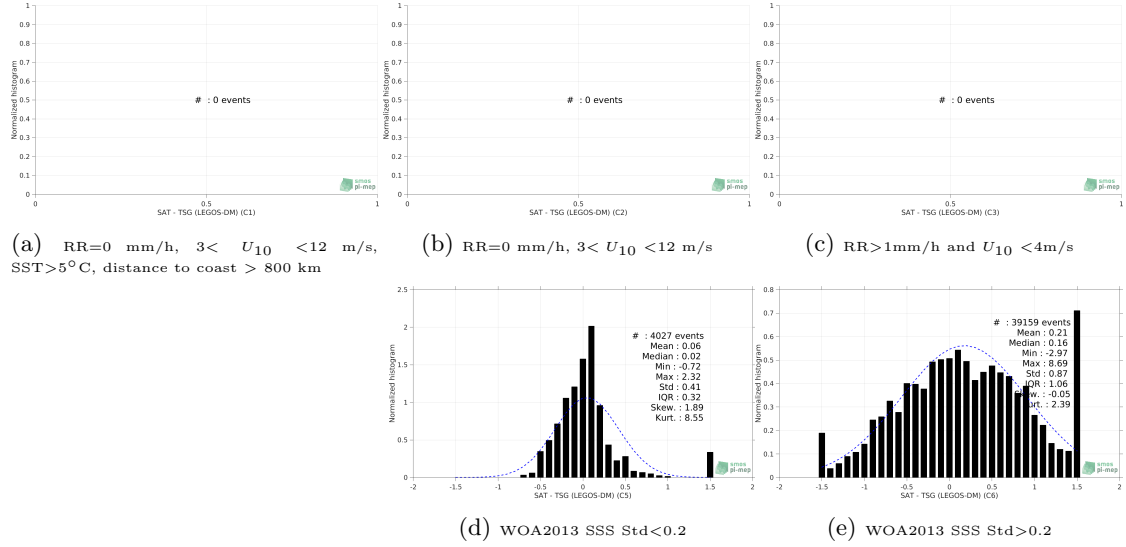 1
0.9
0.8
0.7
0.6
0.5
0.4
0.3
0.2
0.1
0
Normalized histogram
# : 0 events
0 0.5 1
SAT - TSG (LEGOS-DM) (C1)
smos
pi-mep
(a) RR=0 mm/h, 3< U10 <12 m/s,
SST>5°C, distance to coast > 800 km
1
0.9
0.8
0.7
0.6
0.5
0.4
0.3
0.2
0.1
0
Normalized histogram
# : 0 events
0 0.5 1
SAT - TSG (LEGOS-DM) (C2)
smos
pi-mep
(b) RR=0 mm/h, 3< U10 <12 m/s
1
0.9
0.8
0.7
0.6
0.5
0.4
0.3
0.2
0.1
0
Normalized histogram
# : 0 events
0 0.5 1
SAT - TSG (LEGOS-DM) (C3)
smos
pi-mep
(c) RR>1mm/h and U10 <4m/s
2.5
2
1.5
1
0.5
0
Normalized histogram
# : 4027 events
Mean : 0.06
Median : 0.02
Min : -0.72
Max : 2.32
Std : 0.41
IQR : 0.32
Skew. : 1.89
Kurt. : 8.55
-2 -1.5 -1 -0.5 0 0.5 1 1.5 2
SAT - TSG (LEGOS-DM) (C5)
smos
pi-mep
(d) WOA2013 SSS Std<0.2
0.8
0.7
0.6
0.5
0.4
0.3
0.2
0.1
0
Normalized histogram
# : 39159 events
Mean : 0.21
Median : 0.16
Min : -2.97
Max : 8.69
Std : 0.87
IQR : 1.06
Skew. : -0.05
Kurt. : 2.39
-2 -1.5 -1 -0.5 0 0.5 1 1.5 2
SAT - TSG (LEGOS-DM) (C6)
smos
pi-mep
(e) WOA2013 SSS Std>0.2